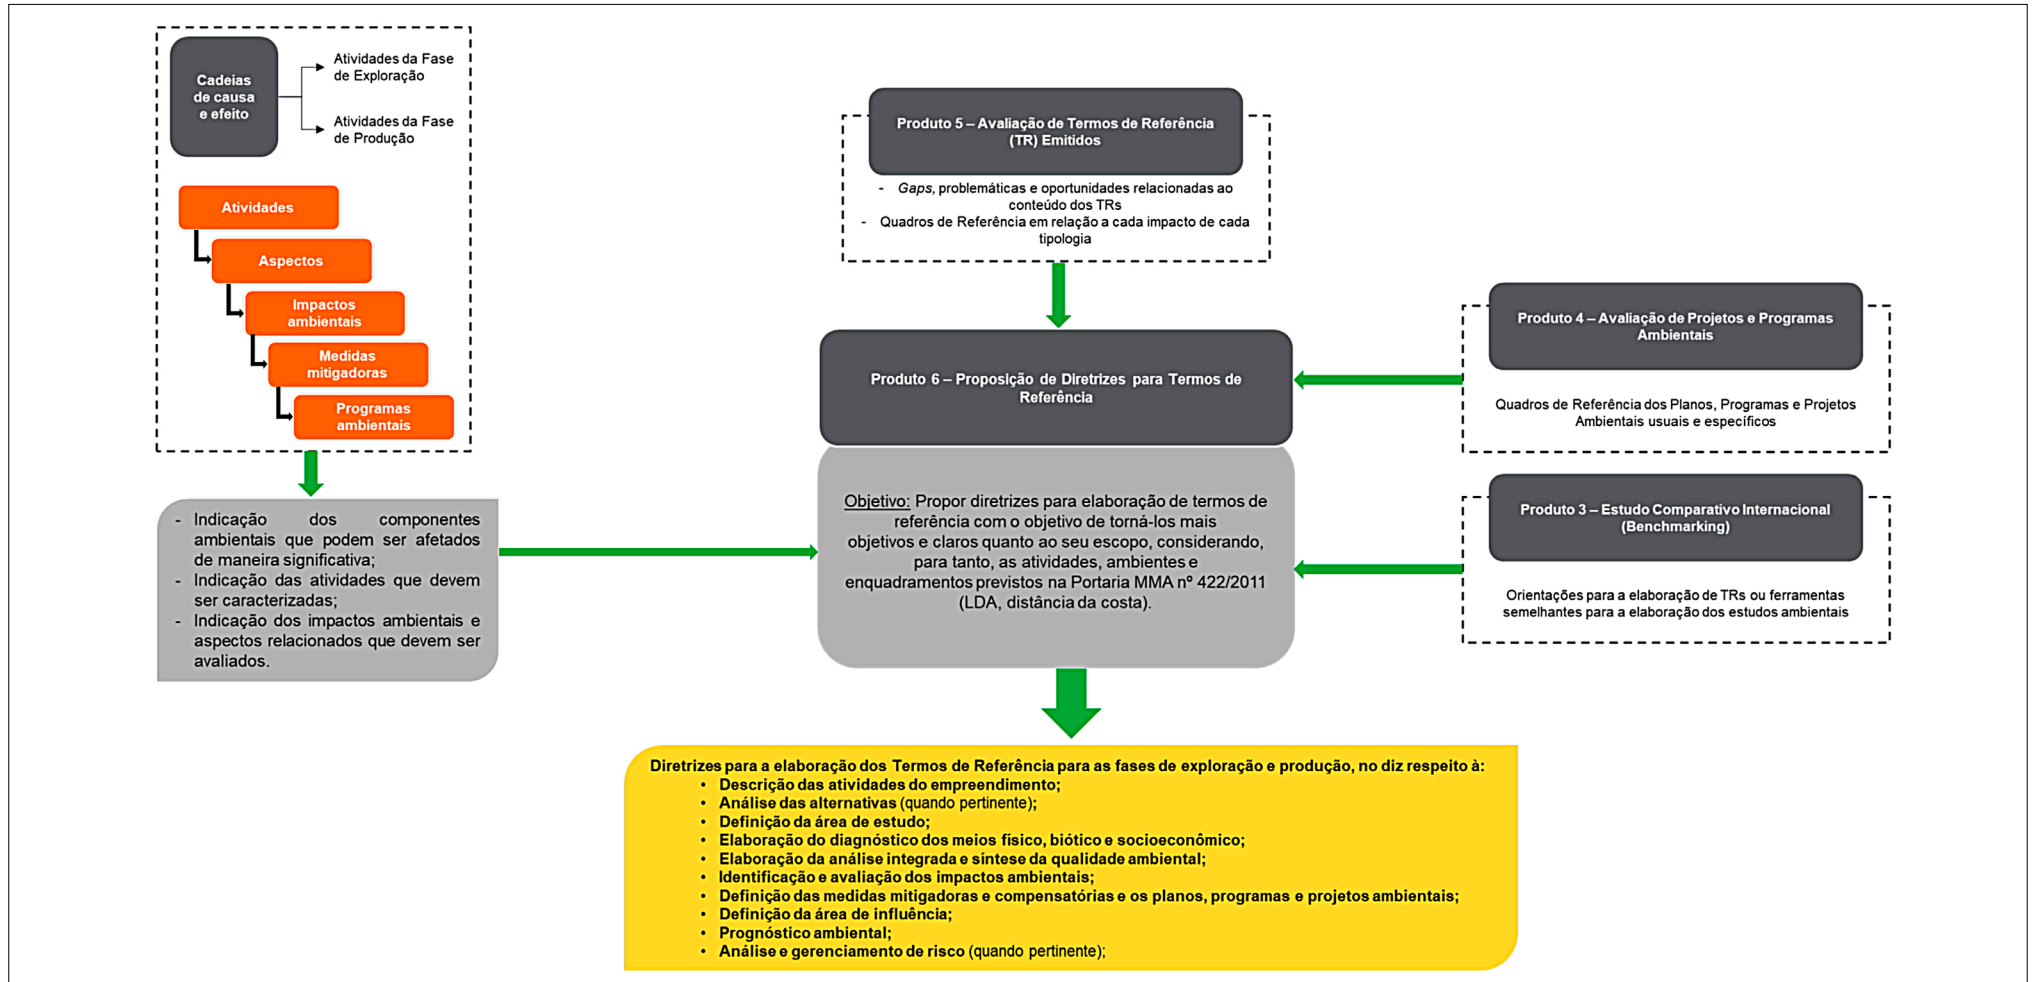 Cadeias
de causa
e efeito
Atividades da Fase
de Exploração
Atividades da Fase
de Produção
Atividades
Aspectos
Impactos
ambientais
Medidas
mitigadoras
Programas
ambientais
- Indicação dos componentes
ambientais que podem ser afetados
de maneira significativa;
- Indicação das atividades que devem
ser caracterizadas;
- Indicação dos impactos ambientais e
aspectos relacionados que devem ser
avaliados.
Produto 5 – Avaliação de Termos de Referência
(TR) Emitidos
- Gaps, problemáticas e oportunidades relacionadas ao
conteúdo dos TRs
- Quadros de Referência em relação a cada impacto de cada
tipologia
Produto 6 – Proposição de Diretrizes para Termos de
Referência
Objetivo: Propor diretrizes para elaboração de termos de
referência com o objetivo de torná-los mais
objetivos e claros quanto ao seu escopo, considerando,
para tanto, as atividades, ambientes e
enquadramentos previstos na Portaria MMA nº 422/2011
(LDA, distância da costa).
Produto 4 – Avaliação de Projetos e Programas
Ambientais
Quadros de Referência dos Planos, Programas e Projetos
Ambientais usuais e específicos
Produto 3 – Estudo Comparativo Internacional
(Benchmarking)
Orientações para a elaboração de TRs ou ferramentas
semelhantes para a elaboração dos estudos ambientais
Diretrizes para a elaboração dos Termos de Referência para as fases de exploração e produção, no diz respeito à:
• Descrição das atividades do empreendimento;
• Análise das alternativas (quando pertinente);
• Definição da área de estudo;
• Elaboração do diagnóstico dos meios físico, biótico e socioeconômico;
• Elaboração da análise integrada e síntese da qualidade ambiental;
• Identificação e avaliação dos impactos ambientais;
• Definição das medidas mitigadoras e compensatórias e os planos, programas e projetos ambientais;
• Definição da área de influência;
• Prognóstico ambiental;
• Análise e gerenciamento de risco (quando pertinente);